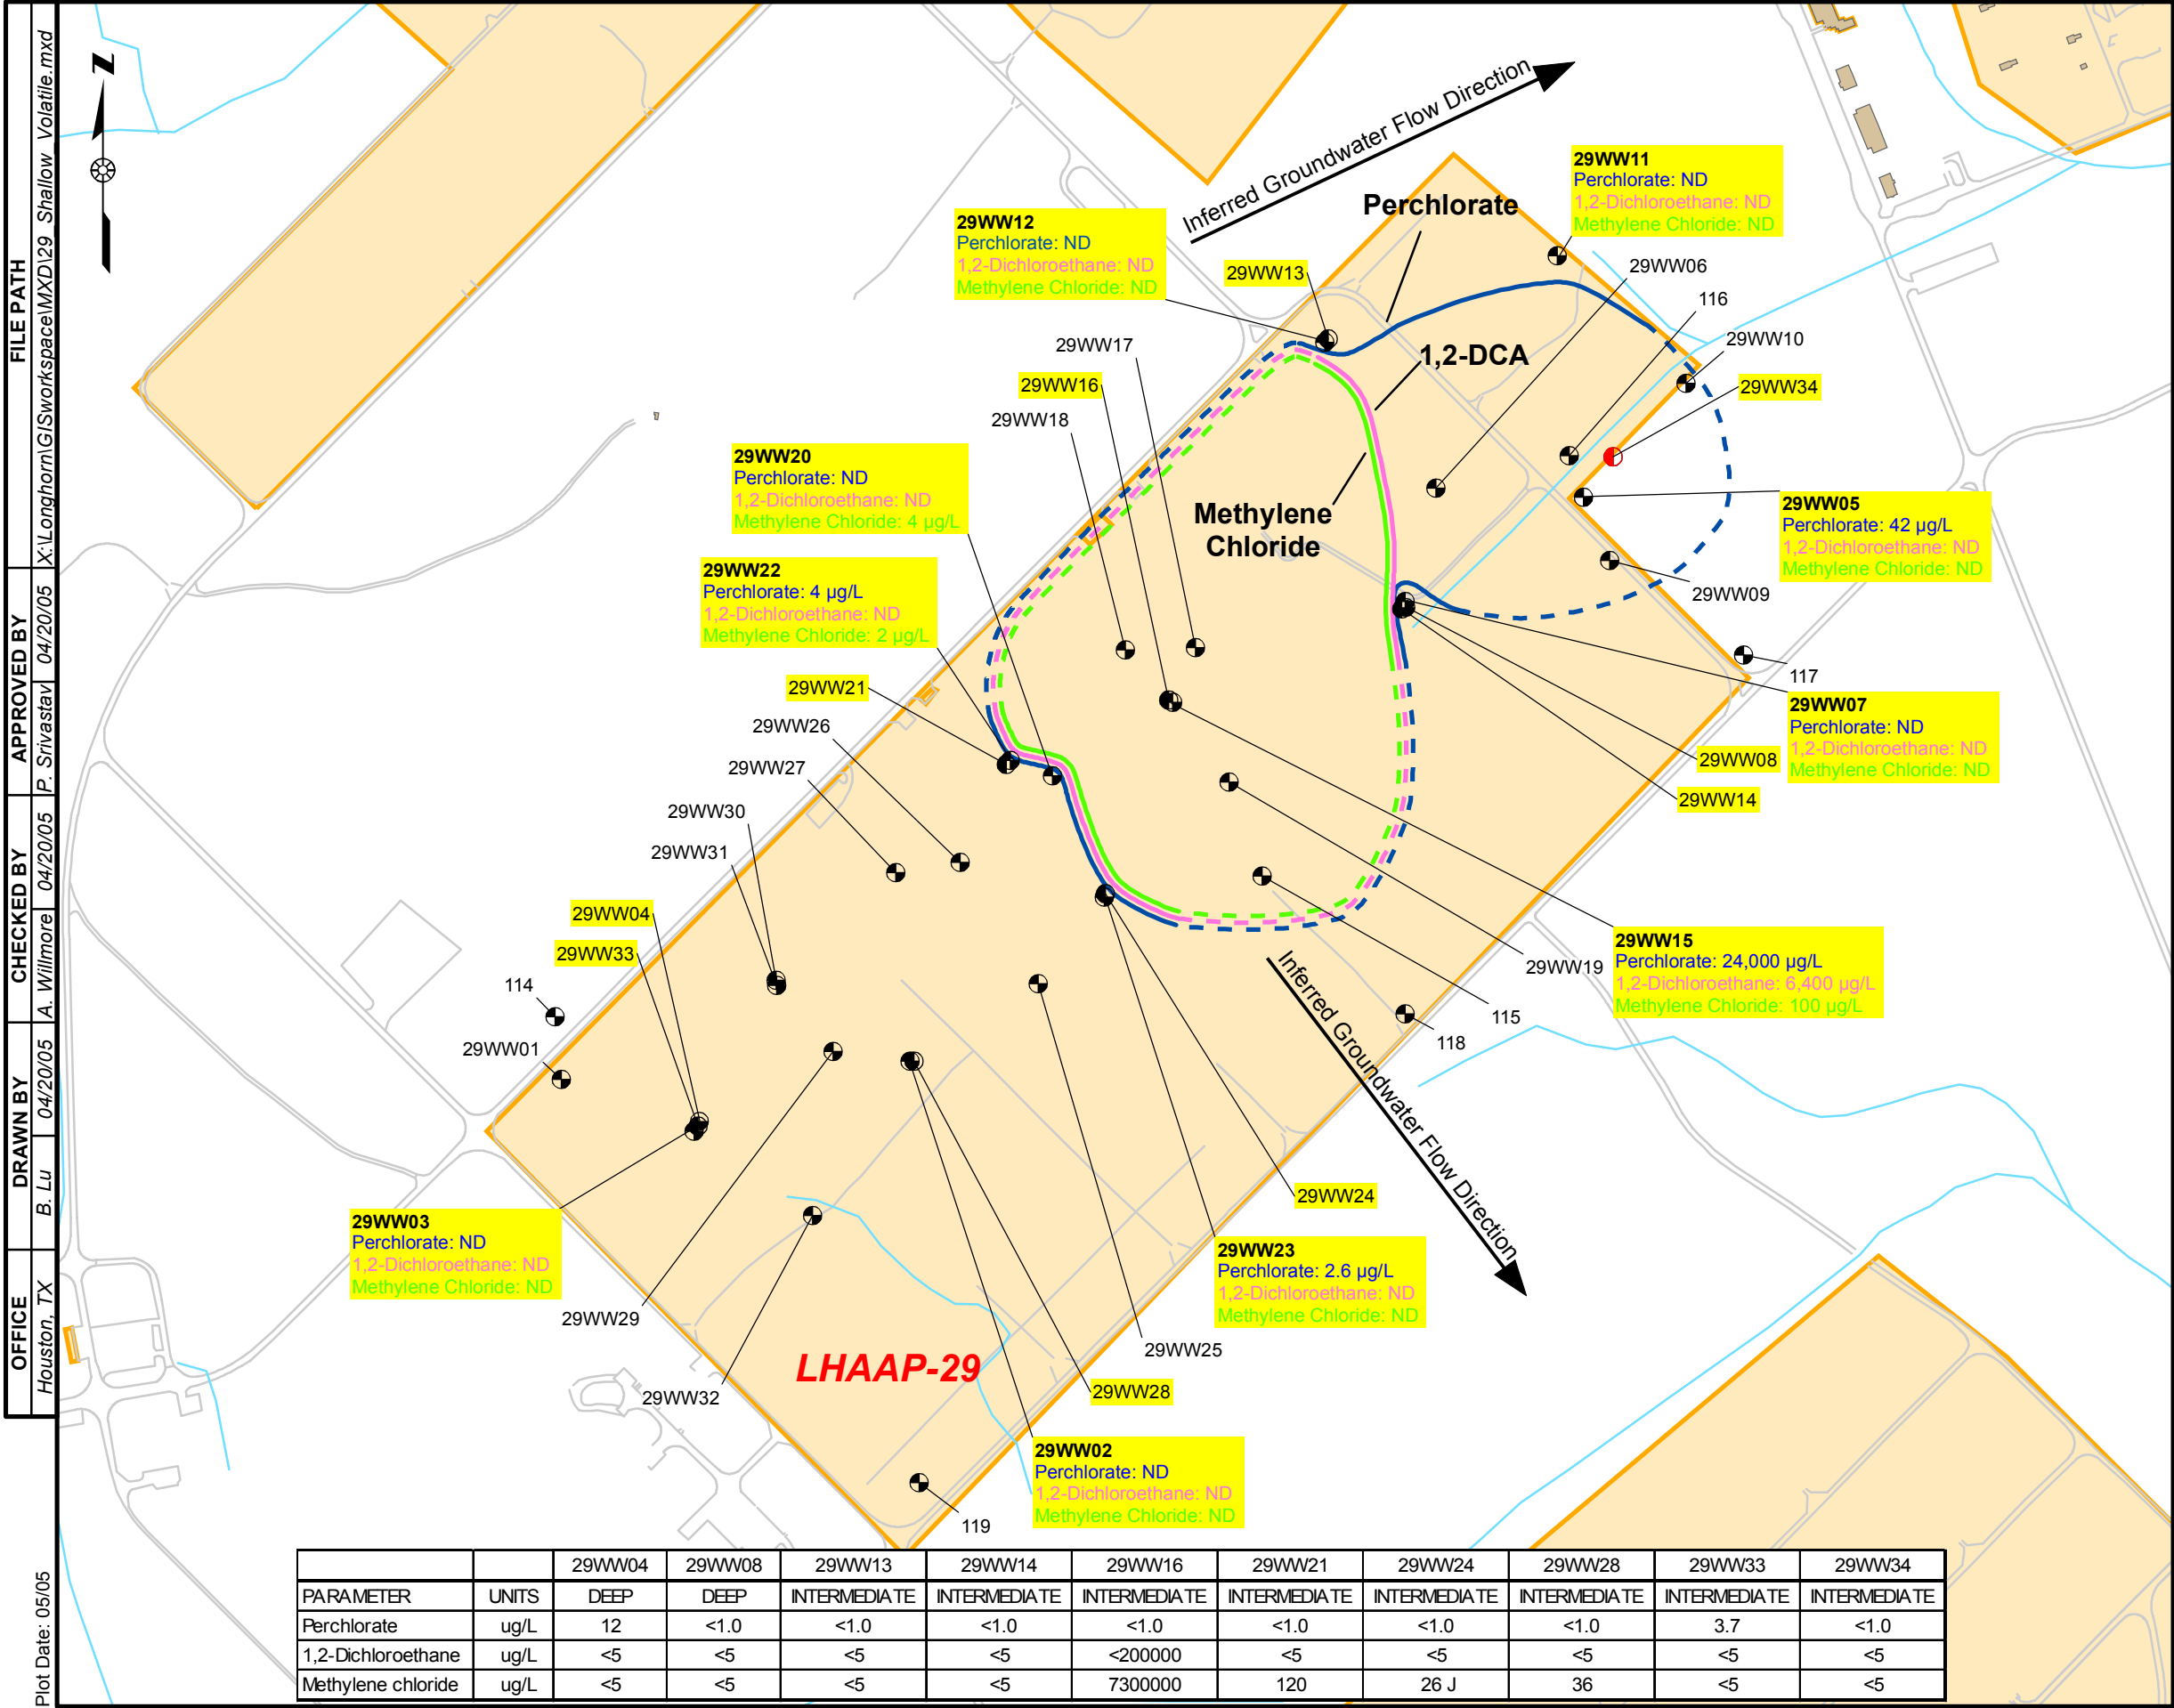 FILE PATH
X:\Longhorn\GISworkspace\MXD\29_Shallow_Volatile.mxd
APPROVED BY
P. Srivastav 04/20/05
CHECKED BY
A. Willmore 04/20/05
DRAWN BY
B. Lu 04/20/05
OFFICE
Houston, TX
Plot Date: 05/05
N
Inferred Groundwater Flow Direction
Perchlorate
29WW11
Perchlorate: ND
1,2-Dichloroethane: ND
Methylene Chloride: ND
29WW12
Perchlorate: ND
1,2-Dichloroethane: ND
Methylene Chloride: ND
29WW13
29WW06
116
29WW10
29WW34
1,2-DCA
29WW17
29WW16
29WW18
29WW20
Perchlorate: ND
1,2-Dichloroethane: ND
Methylene Chloride: 4 µg/L
Methylene
Chloride
29WW05
Perchlorate: 42 µg/L
1,2-Dichloroethane: ND
Methylene Chloride: ND
29WW22
Perchlorate: 4 µg/L
1,2-Dichloroethane: ND
Methylene Chloride: 2 µg/L
29WW09
117
29WW21
29WW07
Perchlorate: ND
1,2-Dichloroethane: ND
Methylene Chloride: ND
29WW26
29WW08
29WW27
29WW14
29WW30
29WW31
29WW04
29WW33
29WW15
Perchlorate: 24,000 µg/L
1,2-Dichloroethane: 6,400 µg/L
Methylene Chloride: 100 µg/L
29WW19
114
115
118
29WW01
Inferred Groundwater Flow Direction
29WW24
29WW03
Perchlorate: ND
1,2-Dichloroethane: ND
Methylene Chloride: ND
29WW23
Perchlorate: 2.6 µg/L
1,2-Dichloroethane: ND
Methylene Chloride: ND
29WW29
29WW25
LHAAP-29
29WW32
29WW28
29WW02
Perchlorate: ND
1,2-Dichloroethane: ND
Methylene Chloride: ND
119
29WW04 29WW08 29WW13 29WW14 29WW16 29WW21 29WW24 29WW28 29WW33 29WW34
PARAMETER UNITS DEEP DEEP INTERMEDIATE INTERMEDIATE INTERMEDIATE INTERMEDIATE INTERMEDIATE INTERMEDIATE INTERMEDIATE INTERMEDIATE
Perchlorate ug/L 12 <1.0 <1.0 <1.0 <1.0 <1.0 <1.0 <1.0 3.7 <1.0
1,2-Dichloroethane ug/L <5 <5 <5 <5 <200000 <5 <5 <5 <5 <5
Methylene chloride ug/L <5 <5 <5 <5 7300000 120 26 J 36 <5 <5